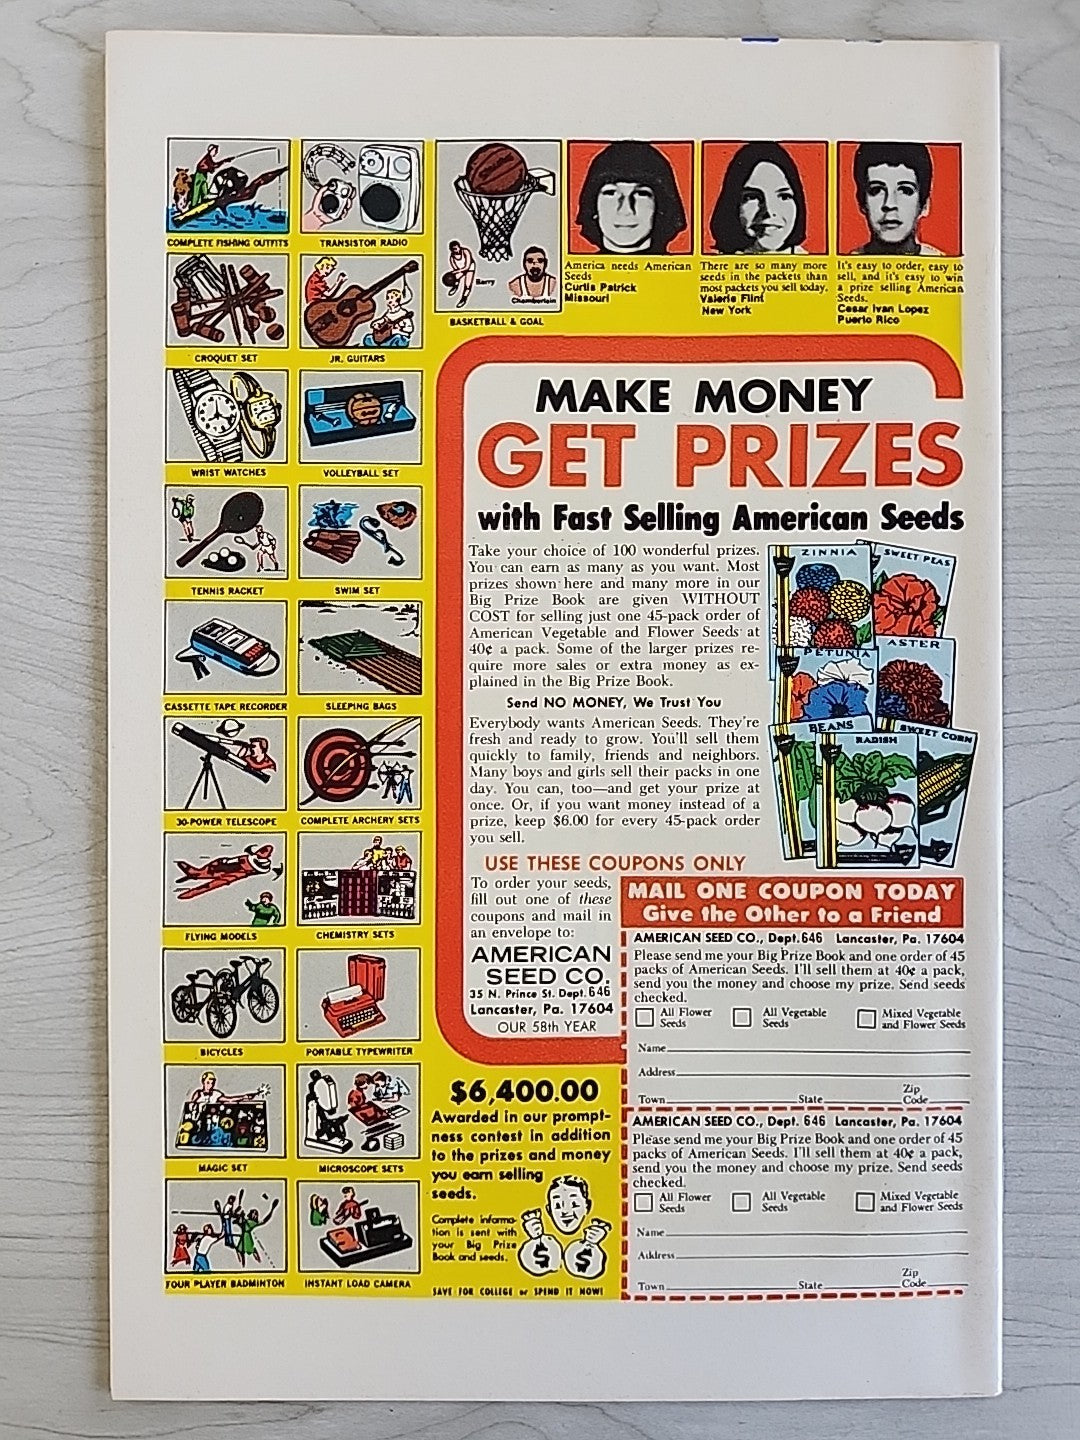 COMPLETE FISHING OUTFITS
TRANSISTOR RADIO
CROQUET SET
JR. GUITARS
WRIST WATCHES
VOLLEYBALL SET
TENNIS RACKET
SWIM SET
CASSETTE TAPE RECORDER
SLEEPING BAGS
30-POWER TELESCOPE
COMPLETE ARCHERY SETS
FLYING MODELS
CHEMISTRY SETS
BICYCLES
PORTABLE TYPEWRITER
MAGIC SET
MICROSCOPE SETS
FOUR PLAYER BADMINTON
INSTANT LOAD CAMERA
Barry
Chamberlain
BASKETBALL & GOAL
America needs American
Seeds
Curtis Patrick
Missouri
There are so many more
seeds in the packets than
most packets you sell today.
Valerie Flint
New York
It's easy to order, easy to
sell, and it's easy to win
a prize selling American
Seeds.
Cesar Ivan Lopez
Puerto Rico
MAKE MONEY
GET PRIZES
with Fast Selling American Seeds
Take your choice of 100 wonderful prizes.
You can earn as many as you want. Most
prizes shown here and many more in our
Big Prize Book are given WITHOUT
COST for selling just one 45-pack order of
American Vegetable and Flower Seeds at
40¢ a pack. Some of the larger prizes re-
quire more sales or extra money as ex-
plained in the Big Prize Book.
Send NO MONEY, We Trust You
Everybody wants American Seeds. They're
fresh and ready to grow. You'll sell them
quickly to family, friends and neighbors.
Many boys and girls sell their packs in one
day. You can, too—and get your prize at
once. Or, if you want money instead of a
prize, keep $6.00 for every 45-pack order
you sell.
ZINNIA
SWEET PEAS
PETUNIA
ASTER
BEANS
RADISH
SWEET CORN
USE THESE COUPONS ONLY
To order your seeds,
fill out one of these
coupons and mail in
an envelope to:
AMERICAN
SEED CO.
35 N. Prince St. Dept. 646
Lancaster, Pa. 17604
OUR 58th YEAR
MAIL ONE COUPON TODAY
Give the Other to a Friend
AMERICAN SEED CO., Dept. 646 Lancaster, Pa. 17604
Please send me your Big Prize Book and one order of 45
packs of American Seeds. I'll sell them at 40¢ a pack,
send you the money and choose my prize. Send seeds
checked.
All Flower
Seeds
All Vegetable
Seeds
Mixed Vegetable
and Flower Seeds
Name
Address
Town State Zip Code
AMERICAN SEED CO., Dept. 646 Lancaster, Pa. 17604
Please send me your Big Prize Book and one order of 45
packs of American Seeds. I'll sell them at 40¢ a pack,
send you the money and choose my prize. Send seeds
checked.
All Flower
Seeds
All Vegetable
Seeds
Mixed Vegetable
and Flower Seeds
Name
Address
Town State Zip Code
$6,400.00
Awarded in our prompt-
ness contest in addition
to the prizes and money
you earn selling
seeds.
Complete informa-
tion is sent with
your Big Prize
Book and seeds.
$ $
SAVE FOR COLLEGE or SPEND IT NOW!